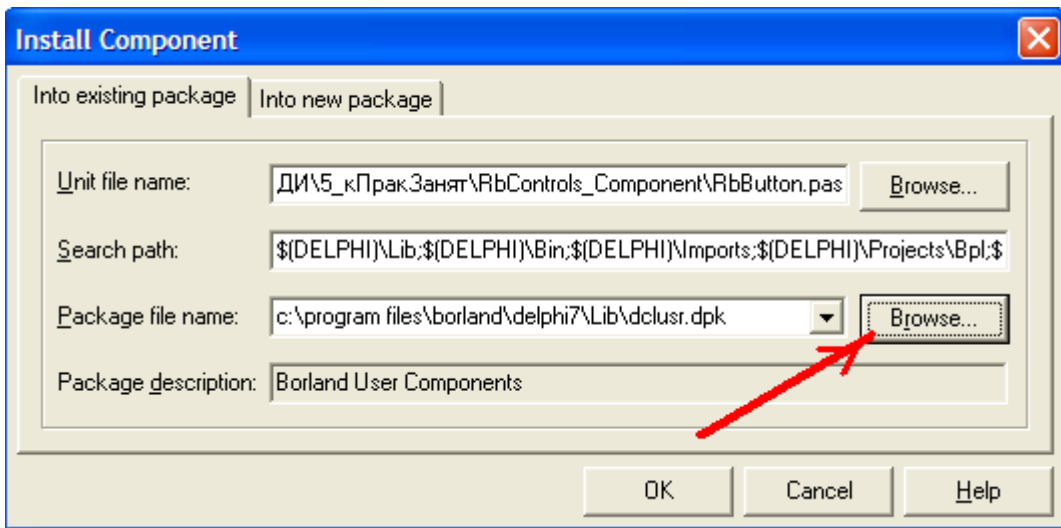 Install Component
Into existing package Into new package
Unit file name: ДИ\5_кПракЗанят\RbControls_Component\RbButton.pas Browse...
Search path: $(DELPHI)\Lib;$(DELPHI)\Bin;$(DELPHI)\Imports;$(DELPHI)\Projects\Bpl;$
Package file name: c:\program files\borland\delphi7\Lib\dclusr.dpk Browse...
Package description: Borland User Components
OK Cancel Help